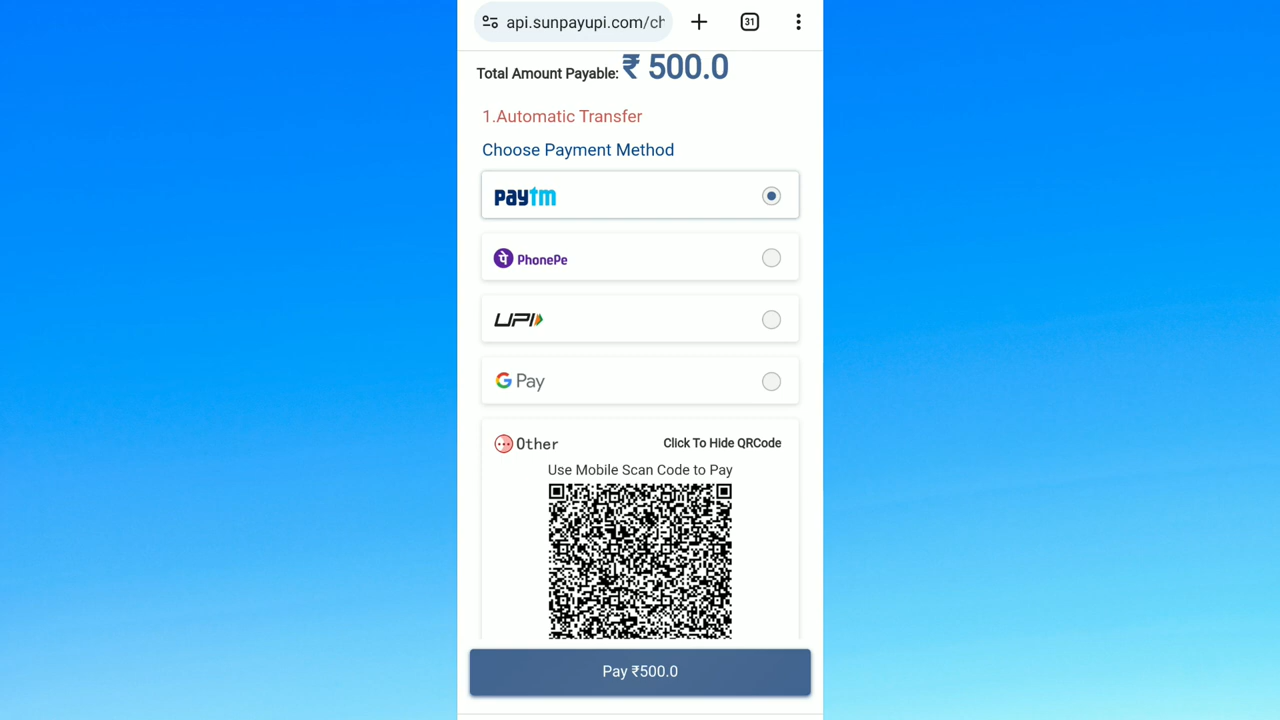 api.sunpayupi.com/ch
31
Total Amount Payable: ₹ 500.0
1.Automatic Transfer
Choose Payment Method
paytm
पे PhonePe
UPI
G Pay
Other
Click To Hide QRCode
Use Mobile Scan Code to Pay
Pay ₹500.0